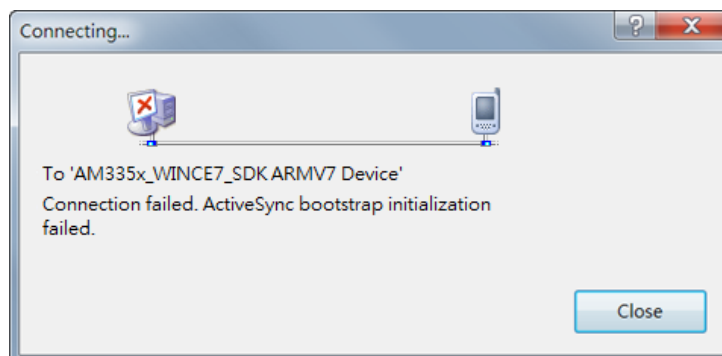 Connecting...
To 'AM335x_WINCE7_SDK ARMV7 Device'
Connection failed. ActiveSync bootstrap initialization
failed.
Close